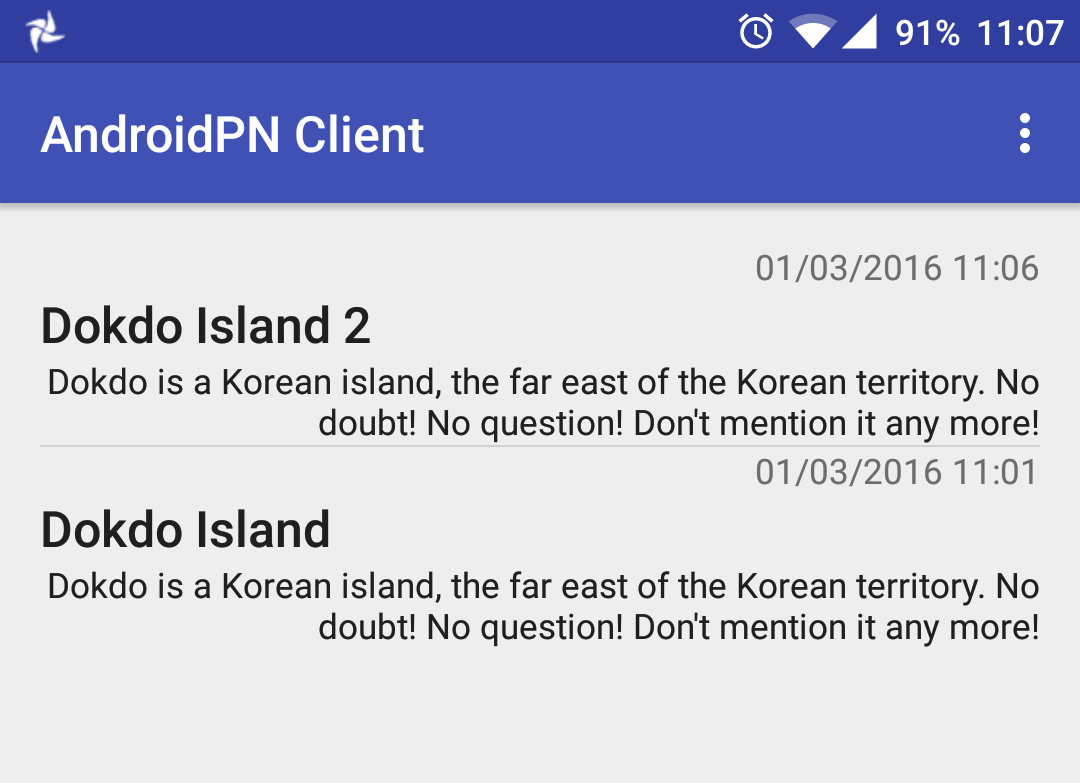 91% 11:07
AndroidPN Client
01/03/2016 11:06
Dokdo Island 2
Dokdo is a Korean island, the far east of the Korean territory. No
doubt! No question! Don't mention it any more!
01/03/2016 11:01
Dokdo Island
Dokdo is a Korean island, the far east of the Korean territory. No
doubt! No question! Don't mention it any more!